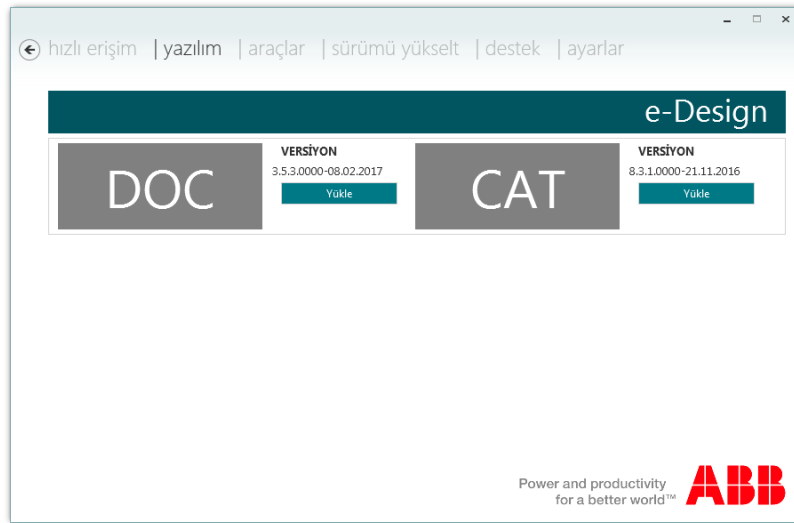 hızlı erişim | yazılım | araçlar | sürümü yükselt | destek | ayarlar
e-Design
DOC
VERSİYON
3.5.3.0000-08.02.2017
Yükle
CAT
VERSİYON
8.3.1.0000-21.11.2016
Yükle
Power and productivity
for a better world™
ABB